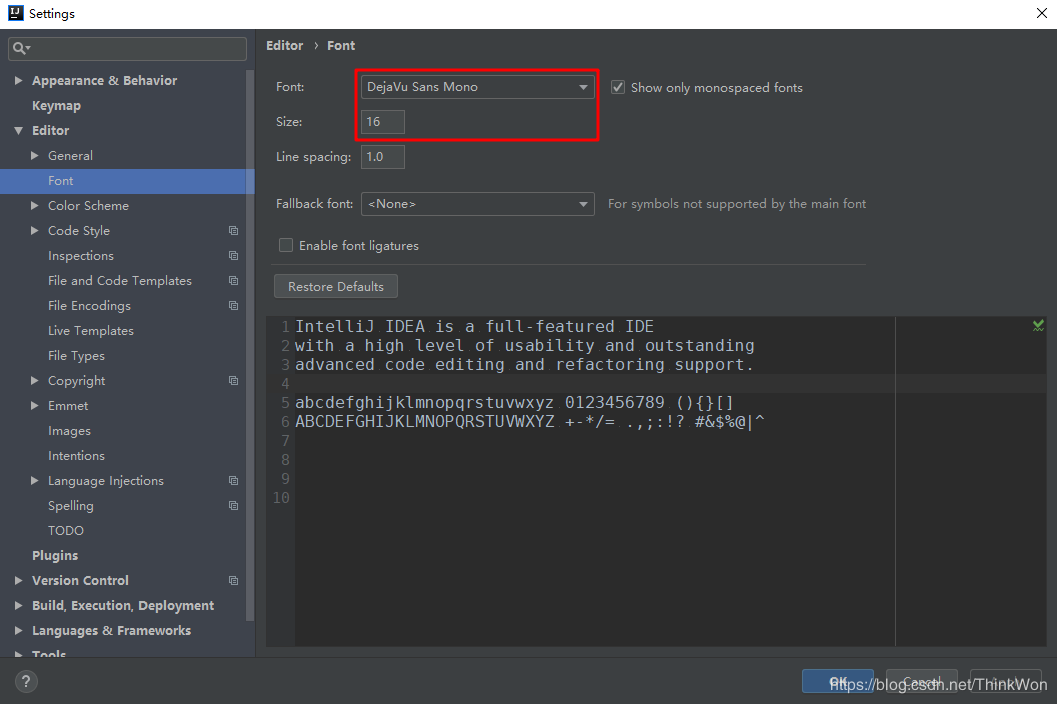 Settings
Appearance & Behavior
Keymap
Editor
General
Font
Color Scheme
Code Style
Inspections
File and Code Templates
File Encodings
Live Templates
File Types
Copyright
Emmet
Images
Intentions
Language Injections
Spelling
TODO
Plugins
Version Control
Build, Execution, Deployment
Languages & Frameworks
Tools
Editor › Font
Font: DejaVu Sans Mono Show only monospaced fonts
Size: 16
Line spacing: 1.0
Fallback font: <None> For symbols not supported by the main font
Enable font ligatures
Restore Defaults
1 IntelliJ IDEA is a full-featured IDE
2 with a high level of usability and outstanding
3 advanced code editing and refactoring support.
4
5 abcdefghijklmnopqrstuvwxyz 0123456789 (){}[]
6 ABCDEFGHIJKLMNOPQRSTUVWXYZ +-*/= .,;:!? #&$%@|^
7
8
9
10
? OK Cancel
https://blog.csdn.net/ThinkWon